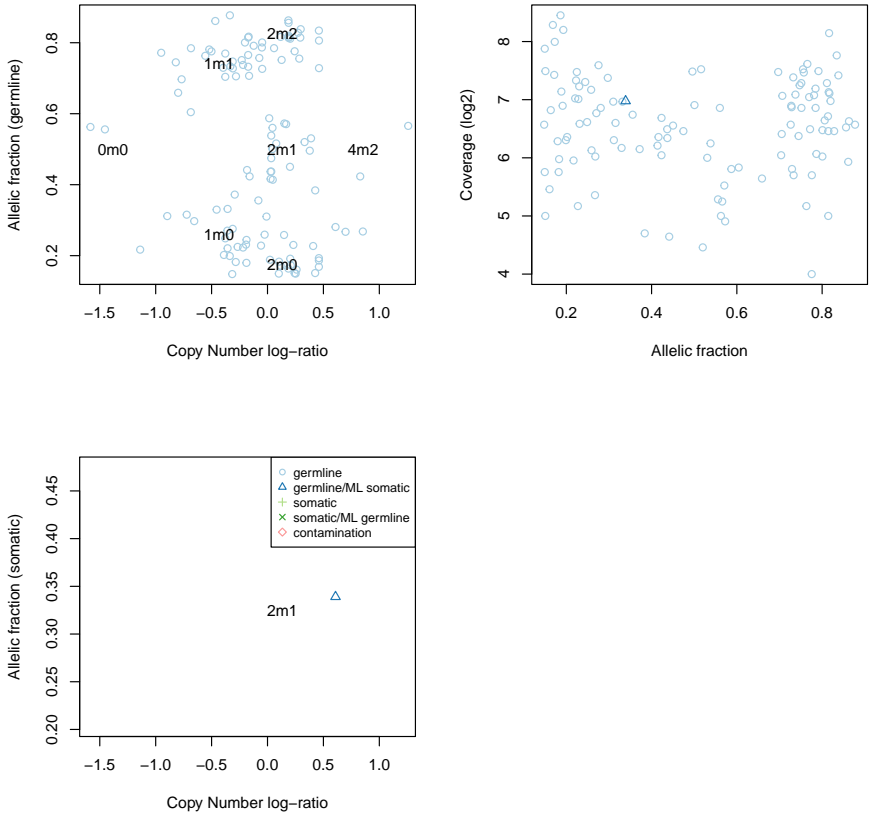 0.8
0.6
0.4
0.2
Allelic fraction (germline)
2m2
1m1
0m0
2m1
4m2
1m0
2m0
−1.5 −1.0 −0.5 0.0 0.5 1.0
Copy Number log−ratio
8
7
6
5
4
Coverage (log2)
0.2 0.4 0.6 0.8
Allelic fraction
0.45
0.40
0.35
0.30
0.25
0.20
Allelic fraction (somatic)
germline
germline/ML somatic
somatic
somatic/ML germline
contamination
2m1
−1.5 −1.0 −0.5 0.0 0.5 1.0
Copy Number log−ratio